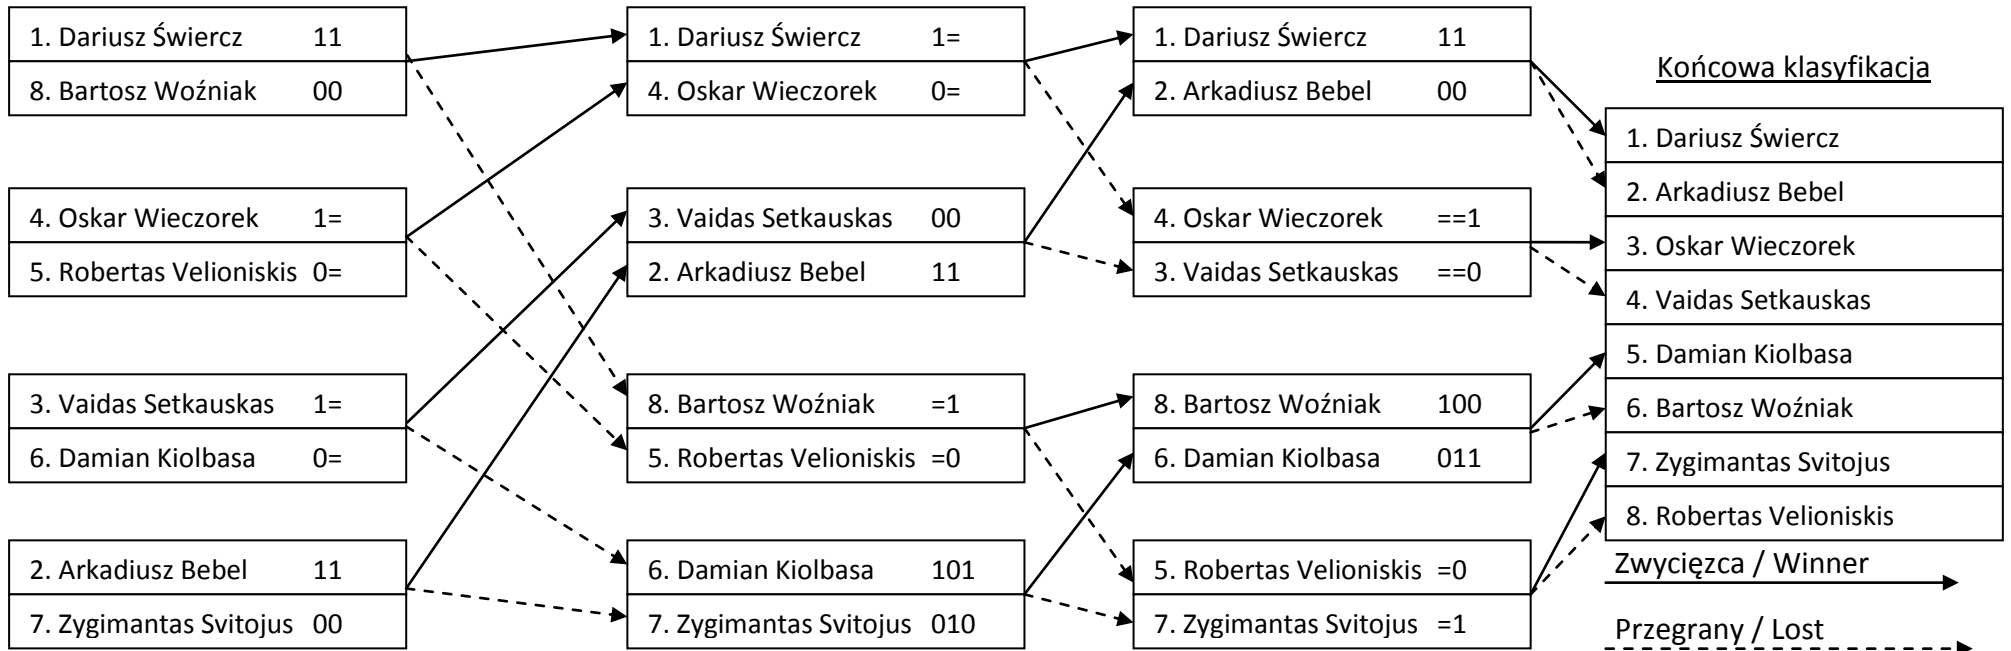 1. Dariusz Świercz 11
8. Bartosz Woźniak 00
4. Oskar Wieczorek 1=
5. Robertas Velioniskis 0=
3. Vaidas Setkauskas 1=
6. Damian Kiolbasa 0=
2. Arkadiusz Bebel 11
7. Zygimantas Svitojus 00
1. Dariusz Świercz 1=
4. Oskar Wieczorek 0=
3. Vaidas Setkauskas 00
2. Arkadiusz Bebel 11
8. Bartosz Woźniak =1
5. Robertas Velioniskis =0
6. Damian Kiolbasa 101
7. Zygimantas Svitojus 010
1. Dariusz Świercz 11
2. Arkadiusz Bebel 00
4. Oskar Wieczorek ==1
3. Vaidas Setkauskas ==0
8. Bartosz Woźniak 100
6. Damian Kiolbasa 011
5. Robertas Velioniskis =0
7. Zygimantas Svitojus =1
Końcowa klasyfikacja
1. Dariusz Świercz
2. Arkadiusz Bebel
3. Oskar Wieczorek
4. Vaidas Setkauskas
5. Damian Kiolbasa
6. Bartosz Woźniak
7. Zygimantas Svitojus
8. Robertas Velioniskis
Zwycięzca / Winner
Przegrany / Lost